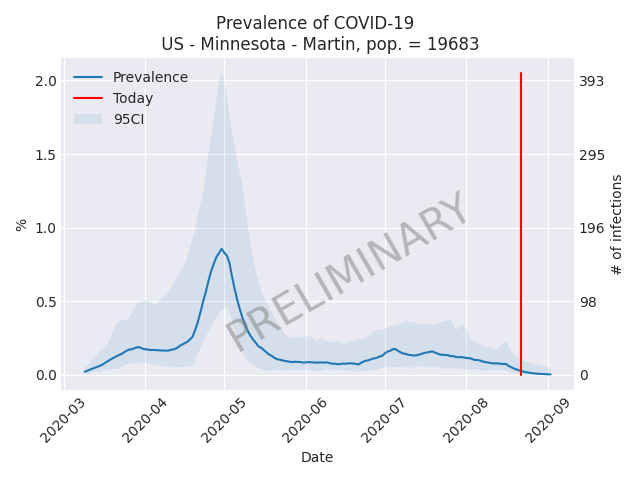 Prevalence of COVID-19
US - Minnesota - Martin, pop. = 19683
Prevalence
Today
95CI
PRELIMINARY
%
2.0
1.5
1.0
0.5
0.0
393
295
196
98
0
# of infections
2020-03
2020-04
2020-05
2020-06
2020-07
2020-08
2020-09
Date